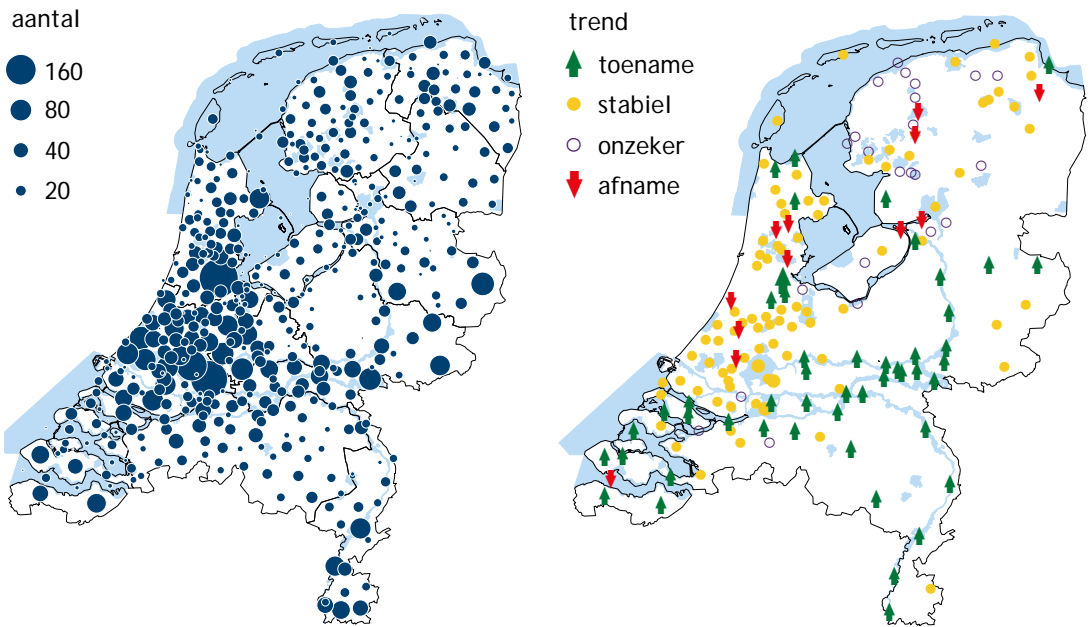 aantal
160
80
40
20
trend
toename
stabiel
onzeker
afname